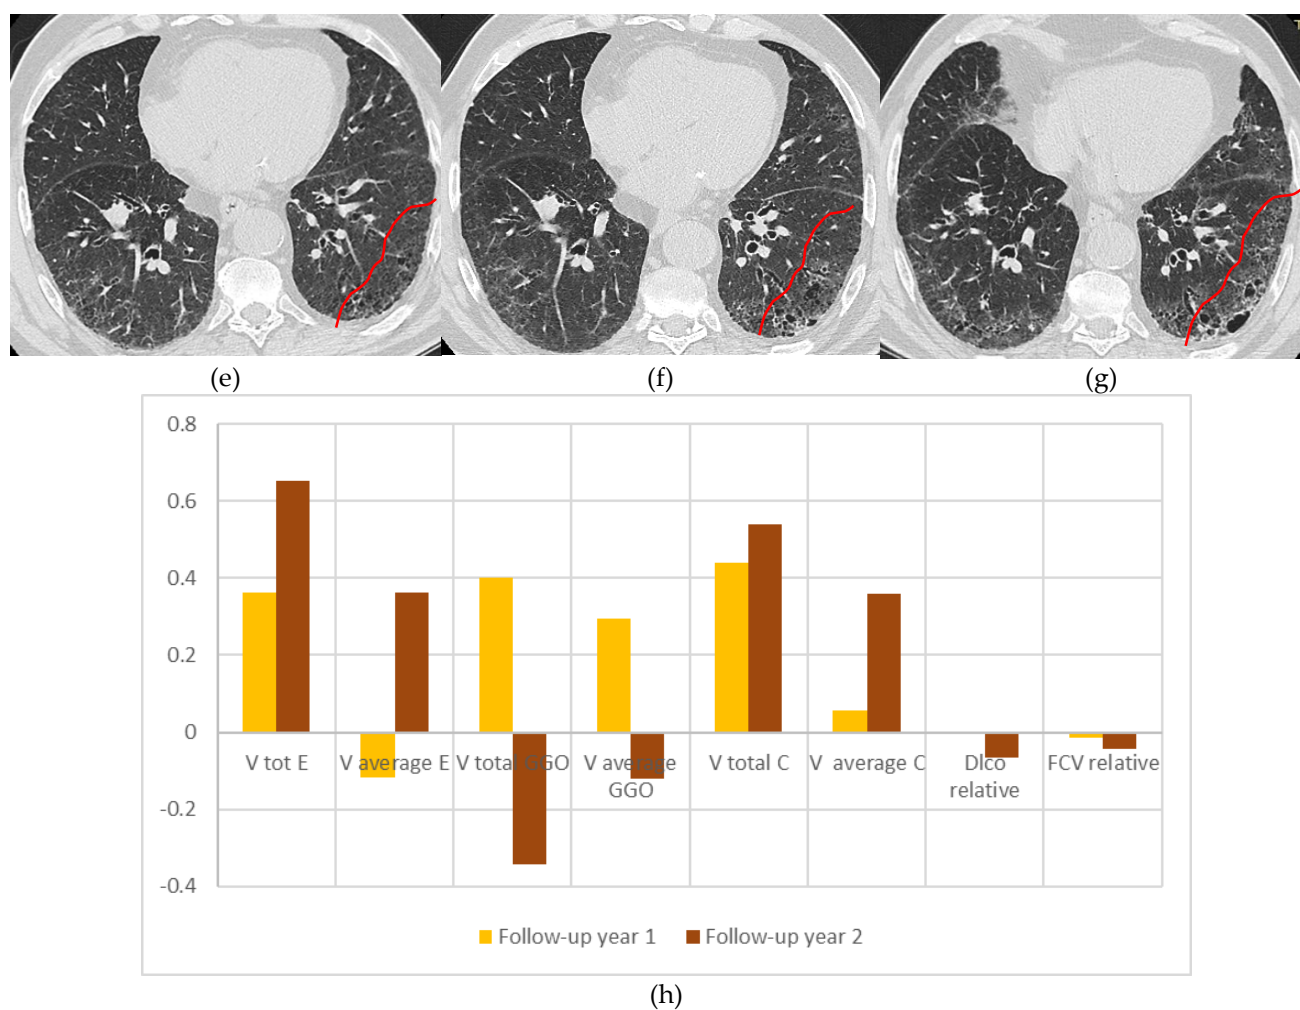 (e)
(f)
(g)
0.8
0.6
0.4
0.2
0
-0.2
-0.4
V tot E
V average E
V total GGO
V average
GGO
V total C
V  average C
Dlco
relative
FCV relative
Follow-up year 1
Follow-up year 2
(h)